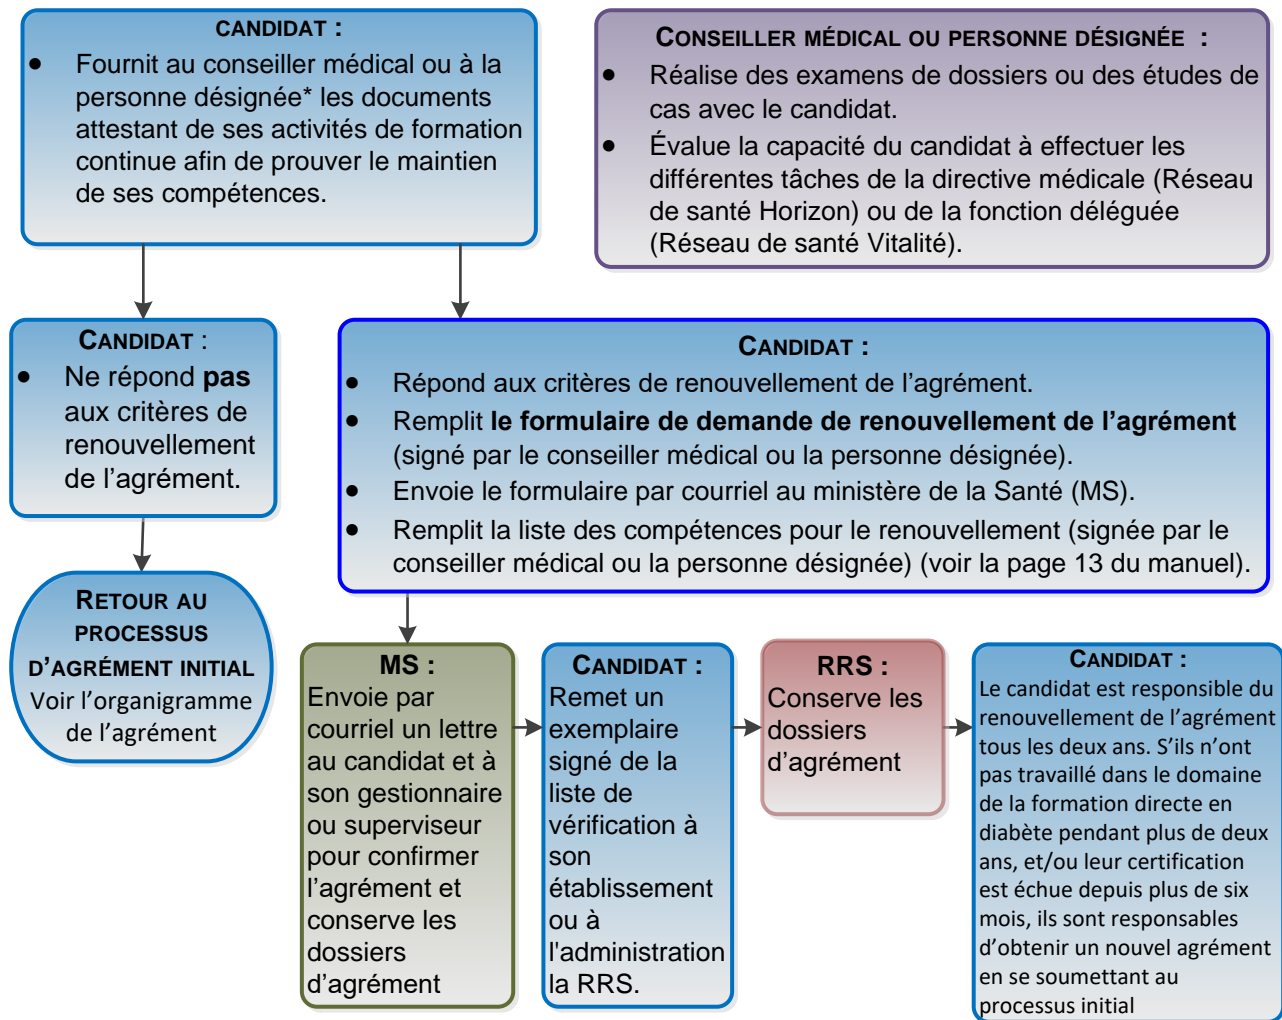 CANDIDAT :
• Fournit au conseiller médical ou à la
personne désignée* les documents
attestant de ses activités de formation
continue afin de prouver le maintien
de ses compétences.
CONSEILLER MÉDICAL OU PERSONNE DÉSIGNÉE :
• Réalise des examens de dossiers ou des études de
cas avec le candidat.
• Évalue la capacité du candidat à effectuer les
différentes tâches de la directive médicale (Réseau
de santé Horizon) ou de la fonction déléguée
(Réseau de santé Vitalité).
CANDIDAT :
• Ne répond pas
aux critères de
renouvellement
de l’agrément.
CANDIDAT :
• Répond aux critères de renouvellement de l’agrément.
• Remplit le formulaire de demande de renouvellement de l’agrément
(signé par le conseiller médical ou la personne désignée).
• Envoie le formulaire par courriel au ministère de la Santé (MS).
• Remplit la liste des compétences pour le renouvellement (signée par le
conseiller médical ou la personne désignée) (voir la page 13 du manuel).
RETOUR AU
PROCESSUS
D’AGRÉMENT INITIAL
Voir l’organigramme
de l’agrément
MS :
Envoie par
courriel un lettre
au candidat et à
son gestionnaire
ou superviseur
pour confirmer
l’agrément et
conserve les
dossiers
d’agrément
CANDIDAT :
Remet un
exemplaire
signé de la
liste de
vérification à
son
établissement
ou à
l'administration
la RRS.
RRS :
Conserve les
dossiers
d’agrément
CANDIDAT :
Le candidat est responsible du
renouvellement de l’agrément
tous les deux ans. S’ils n’ont
pas travaillé dans le domaine
de la formation directe en
diabète pendant plus de deux
ans, et/ou leur certification
est échue depuis plus de six
mois, ils sont responsables
d’obtenir un nouvel agrément
en se soumettant au
processus initial